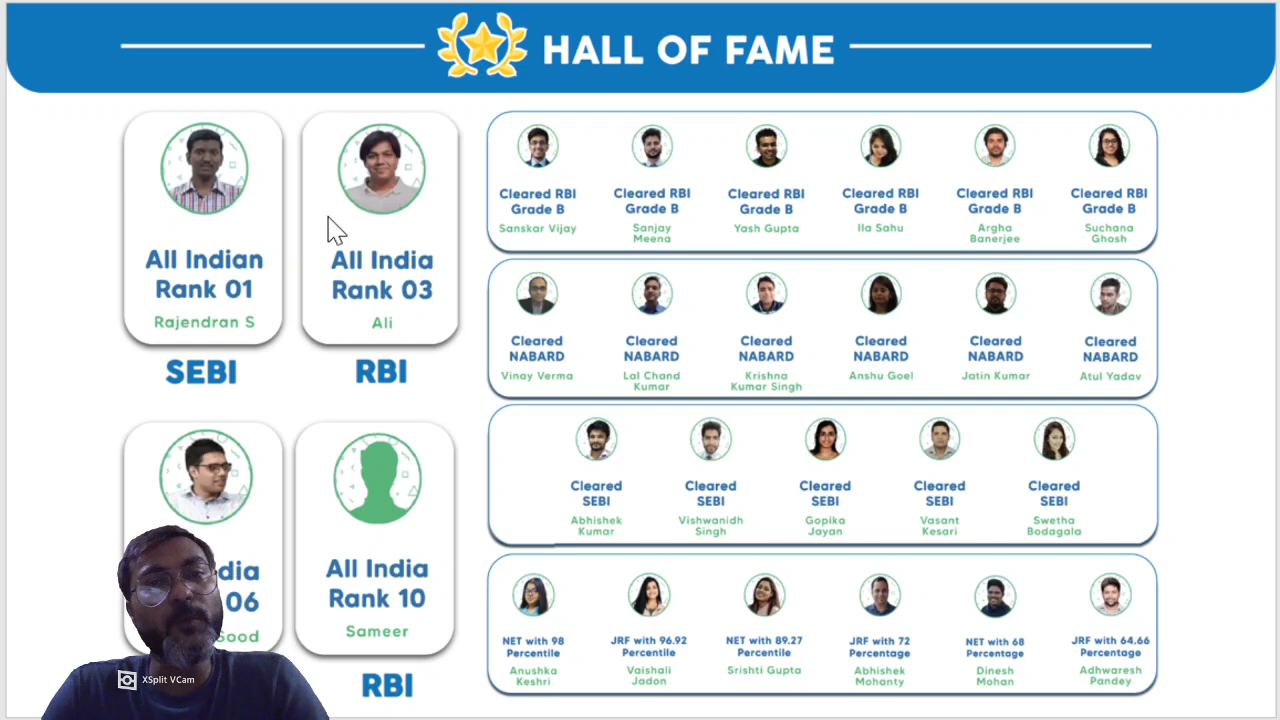 HALL OF FAME
All Indian
Rank 01
Rajendran S
SEBI
All India
Rank 03
Ali
RBI
dia
06
Sood
All India
Rank 10
Sameer
RBI
Cleared RBI
Grade B
Sanskar Vijay
Cleared RBI
Grade B
Sanjay
Meena
Cleared RBI
Grade B
Yash Gupta
Cleared RBI
Grade B
Ila Sahu
Cleared RBI
Grade B
Argha
Banerjee
Cleared RBI
Grade B
Suchana
Ghosh
Cleared
NABARD
Vinay Verma
Cleared
NABARD
Lal Chand
Kumar
Cleared
NABARD
Krishna
Kumar Singh
Cleared
NABARD
Anshu Goel
Cleared
NABARD
Jatin Kumar
Cleared
NABARD
Atul Yadav
Cleared
SEBI
Abhishek
Kumar
Cleared
SEBI
Vishwanidh
Singh
Cleared
SEBI
Gopika
Jayan
Cleared
SEBI
Vasant
Kesari
Cleared
SEBI
Swetha
Bodagala
NET with 98
Percentile
Anushka
Keshri
JRF with 96.92
Percentile
Vaishali
Jadon
NET with 89.27
Percentile
Srishti Gupta
JRF with 72
Percentage
Abhishek
Mohanty
NET with 68
Percentage
Dinesh
Mohan
JRF with 64.66
Percentage
Adhwaresh
Pandey
XSplit VCam